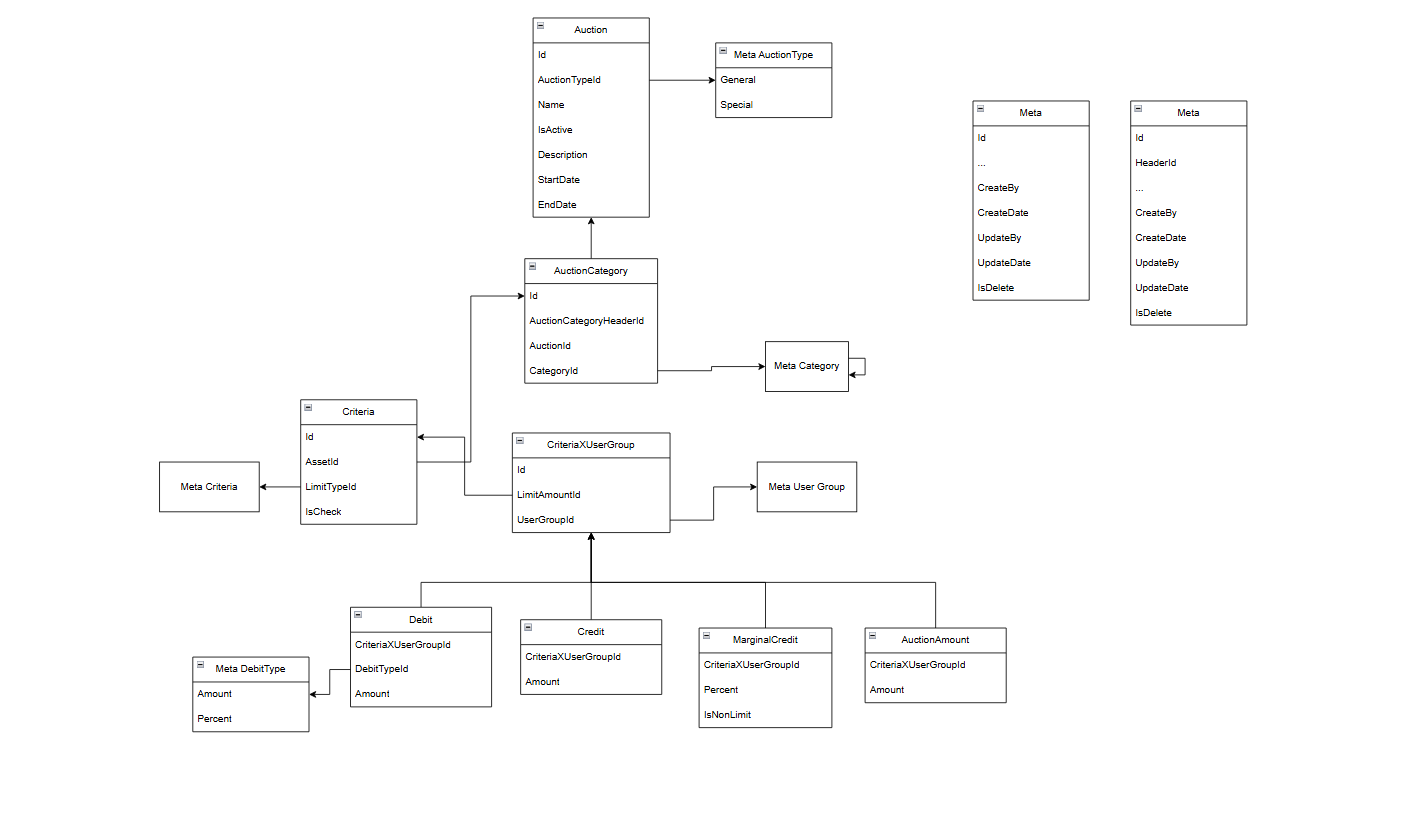 Auction
Id
AuctionTypeId
Name
IsActive
Description
StartDate
EndDate
Meta AuctionType
General
Special
Meta
Id
...
CreateBy
CreateDate
UpdateBy
UpdateDate
IsDelete
Meta
Id
HeaderId
...
CreateBy
CreateDate
UpdateBy
UpdateDate
IsDelete
AuctionCategory
Id
AuctionCategoryHeaderId
AuctionId
CategoryId
Meta Category
Criteria
Id
AssetId
LimitTypeId
IsCheck
Meta Criteria
CriteriaXUserGroup
Id
LimitAmountId
UserGroupId
Meta User Group
Debit
CriteriaXUserGroupId
DebitTypeId
Amount
Meta DebitType
Amount
Percent
Credit
CriteriaXUserGroupId
Amount
MarginalCredit
CriteriaXUserGroupId
Percent
IsNonLimit
AuctionAmount
CriteriaXUserGroupId
Amount